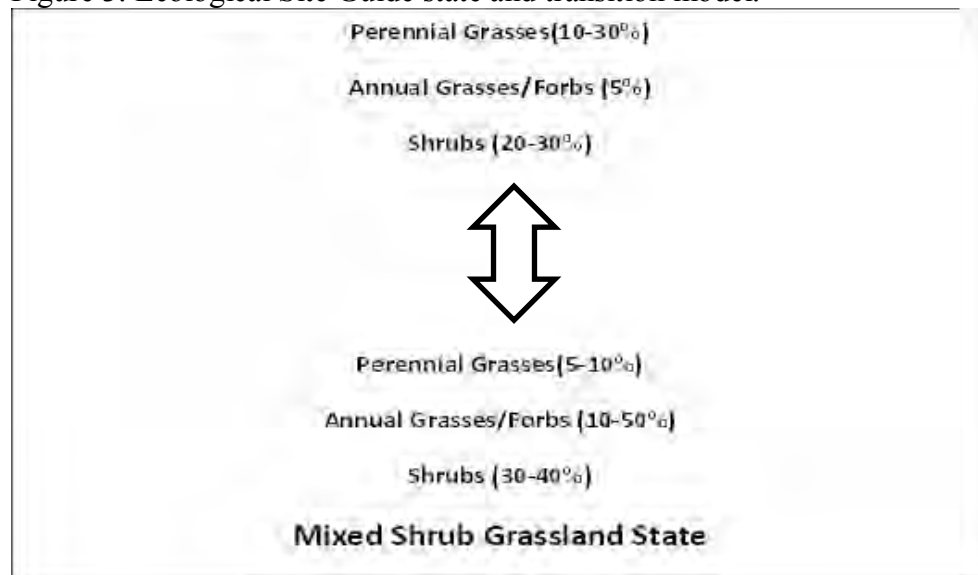 Figure 3. Ecological Site Guide state and transition model.
Perennial Grasses(10-30%)
Annual Grasses/Forbs (5%)
Shrubs (20-30%)
Perennial Grasses(5-10%)
Annual Grasses/Forbs (10-50%)
Shrubs (30-40%)
Mixed Shrub Grassland State